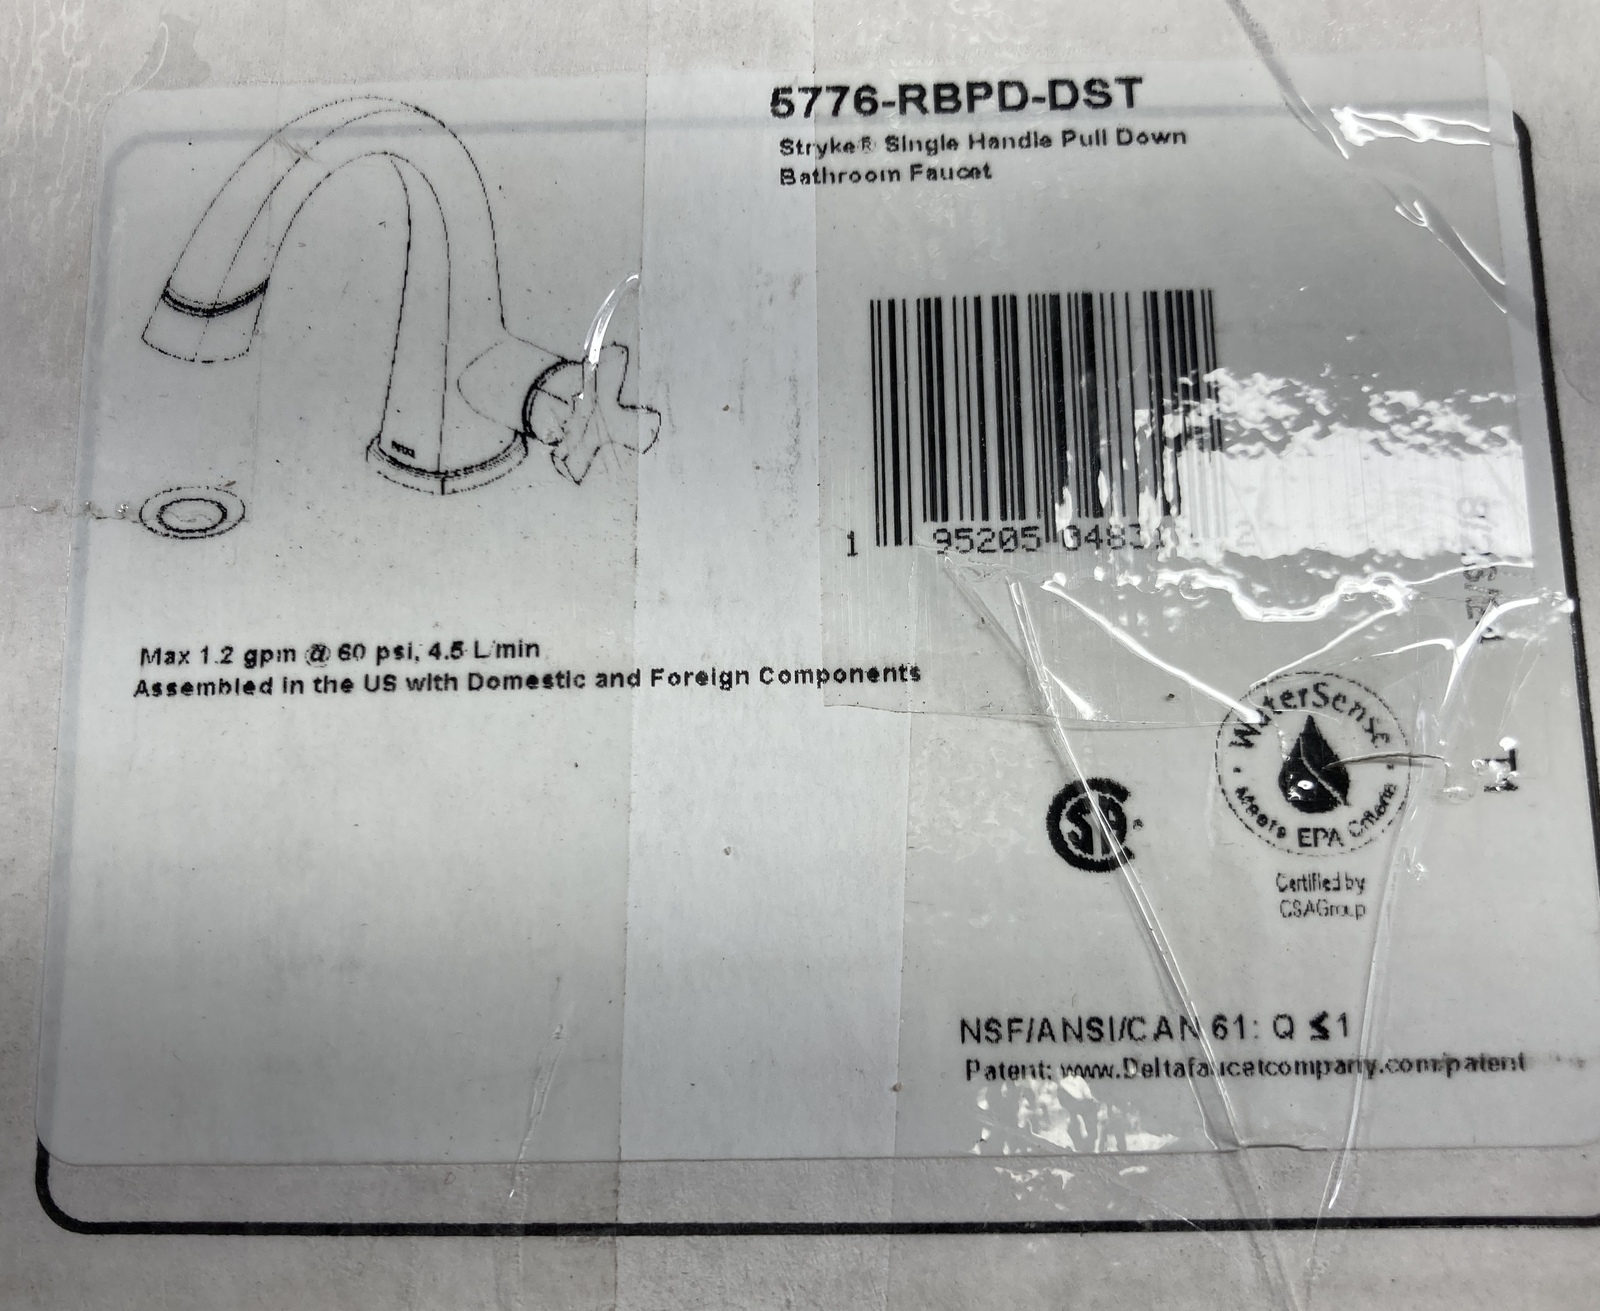 5776-RBPD-DST
Stryke® Single Handle Pull Down
Bathroom Faucet
1 95205 0483
2
Max 1.2 gpm @ 60 psi, 4.5 L/min
Assembled in the US with Domestic and Foreign Components
WaterSense
Meets EPA Criteria
Certified by
CSAGroup
NSF/ANSI/CAN 61: Q ≤ 1
Patent: www.Deltafaucetcompany.com/patent